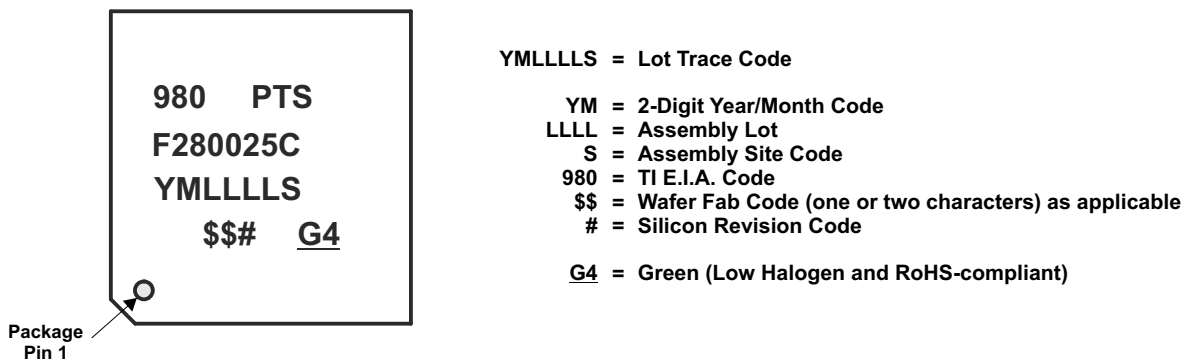 980 PTS
F280025C
YMLLLLS
$$# G4
Package
Pin 1
YMLLLLS = Lot Trace Code
YM = 2-Digit Year/Month Code
LLLL = Assembly Lot
S = Assembly Site Code
980 = TI E.I.A. Code
$$ = Wafer Fab Code (one or two characters) as applicable
# = Silicon Revision Code
G4 = Green (Low Halogen and RoHS-compliant)